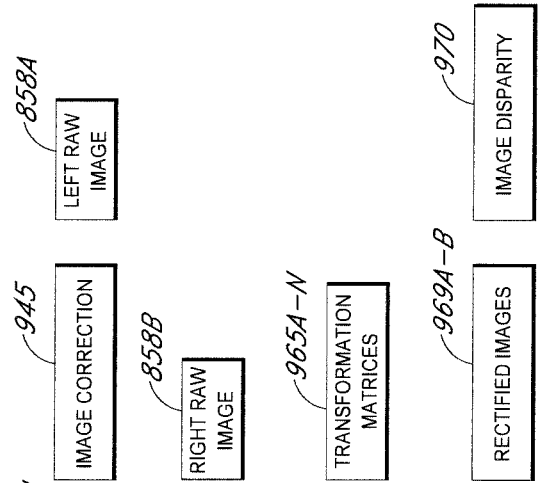 945
IMAGE CORRECTION
858A
LEFT RAW
IMAGE
858B
RIGHT RAW
IMAGE
965A-N
TRANSFORMATION
MATRICES
969A-B
RECTIFIED IMAGES
970
IMAGE DISPARITY